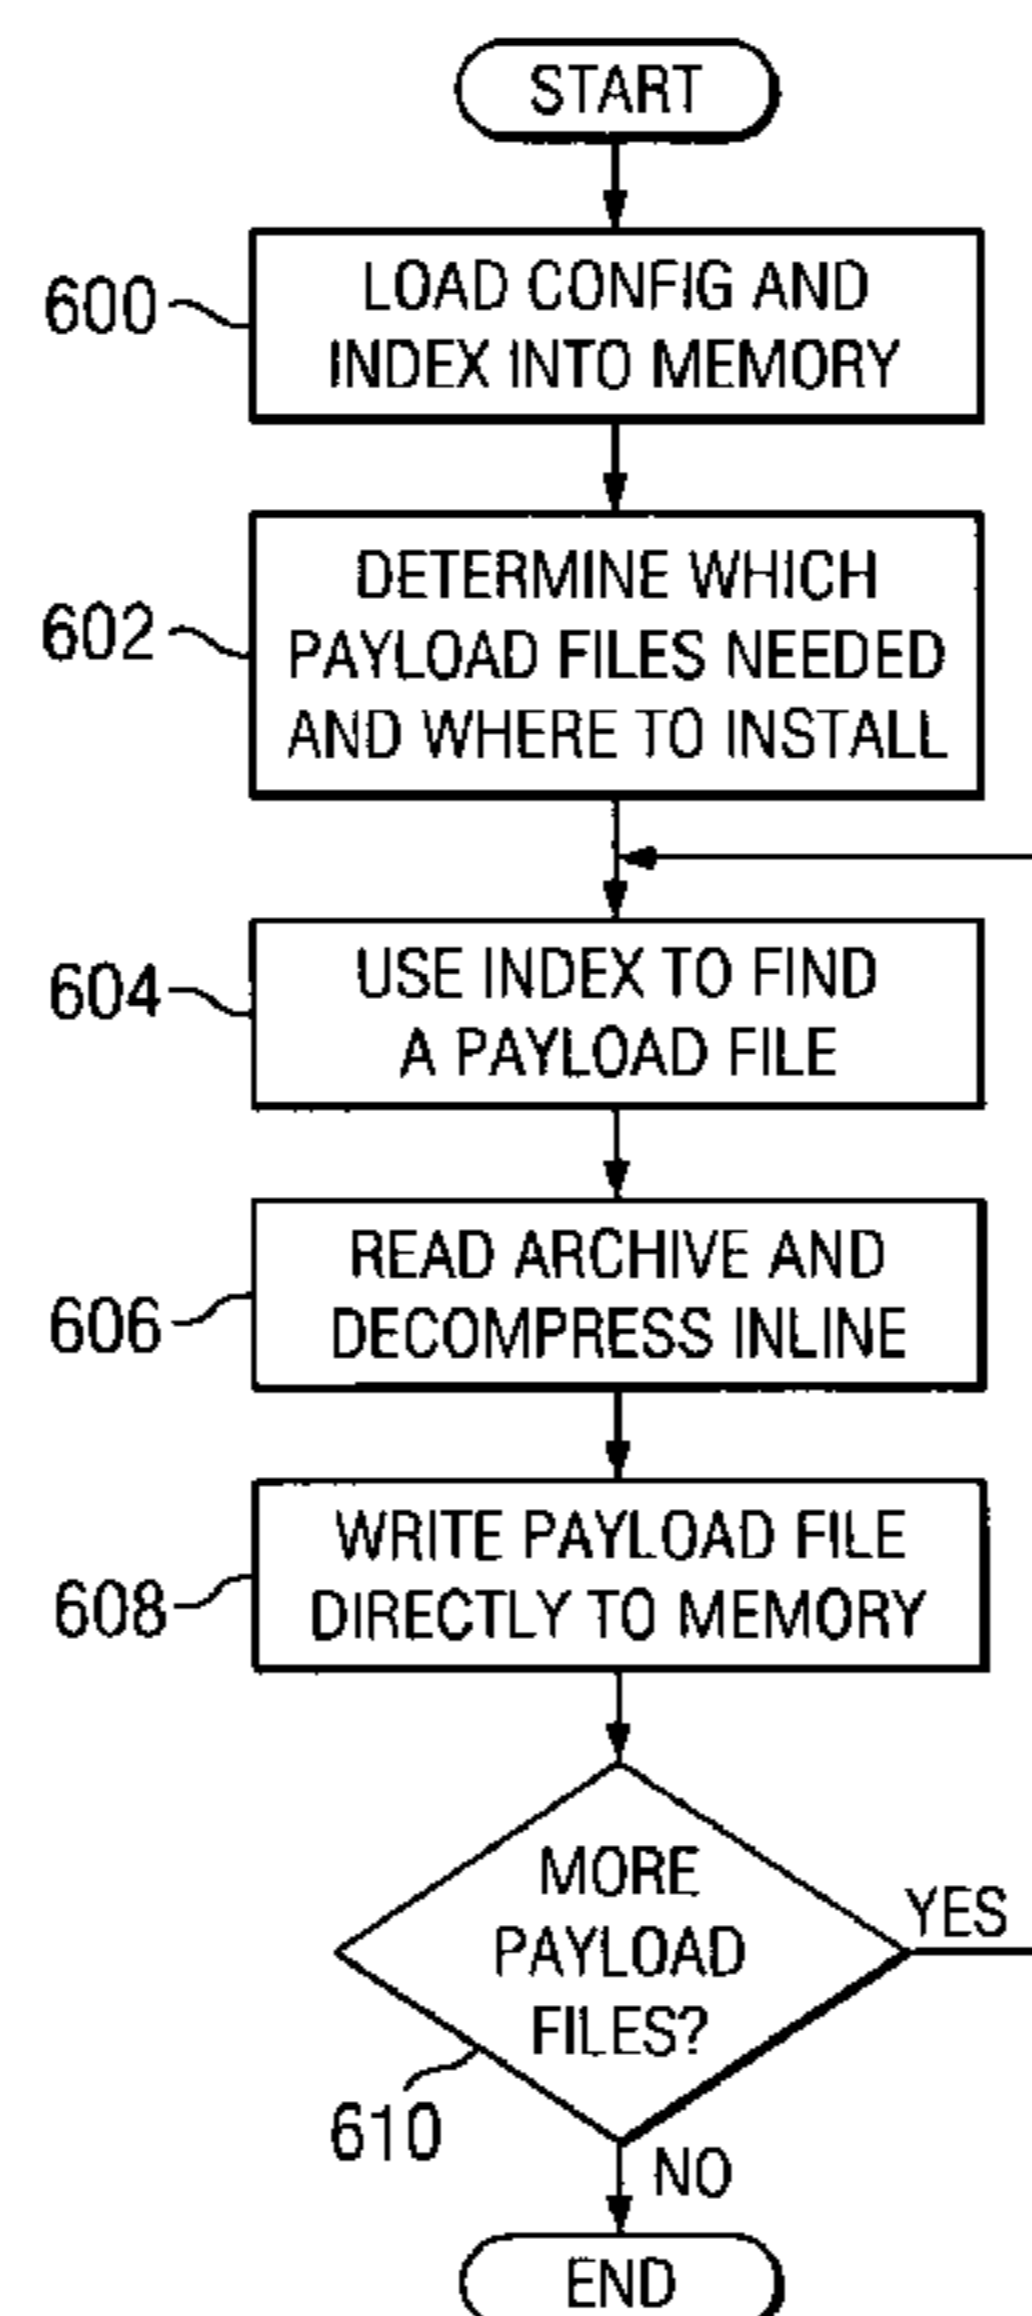 START
600
LOAD CONFIG AND
INDEX INTO MEMORY
602
DETERMINE WHICH
PAYLOAD FILES NEEDED
AND WHERE TO INSTALL
604
USE INDEX TO FIND
A PAYLOAD FILE
606
READ ARCHIVE AND
DECOMPRESS INLINE
608
WRITE PAYLOAD FILE
DIRECTLY TO MEMORY
MORE
PAYLOAD
FILES?
YES
610
NO
END